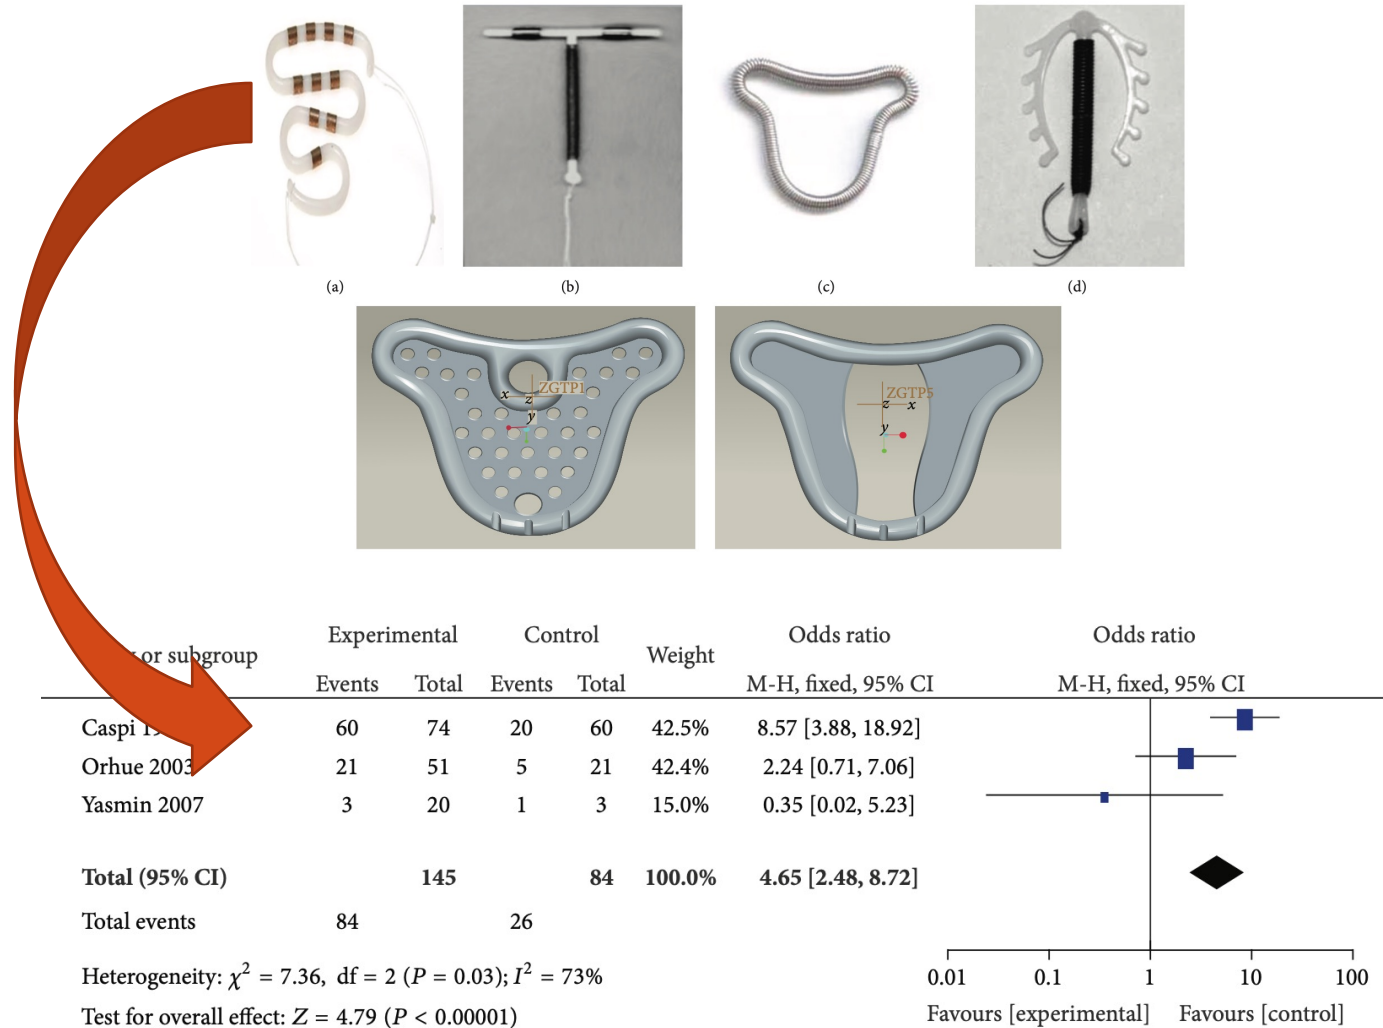 (a)
(b)
(c)
(d)
ZGTP1
x
z
y
ZGTP5
z x
y
Experimental Control Odds ratio Odds ratio
or subgroup Weight
Events Total Events Total M-H, fixed, 95% CI M-H, fixed, 95% CI
Caspi 60 74 20 60 42.5% 8.57 [3.88, 18.92]
Orhue 2003 21 51 5 21 42.4% 2.24 [0.71, 7.06]
Yasmin 2007 3 20 1 3 15.0% 0.35 [0.02, 5.23]
Total (95% CI) 145 84 100.0% 4.65 [2.48, 8.72]
Total events 84 26
Heterogeneity: χ² = 7.36, df = 2 (P = 0.03); I² = 73%
Test for overall effect: Z = 4.79 (P < 0.00001)
0.01 0.1 1 10 100
Favours [experimental] Favours [control]